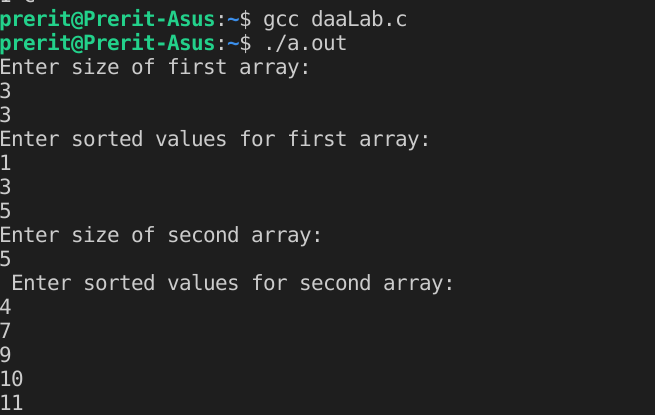 prerit@Prerit-Asus:~$ gcc daaLab.c
prerit@Prerit-Asus:~$ ./a.out
Enter size of first array:
3
3
Enter sorted values for first array:
1
3
5
Enter size of second array:
5
 Enter sorted values for second array:
4
7
9
10
11